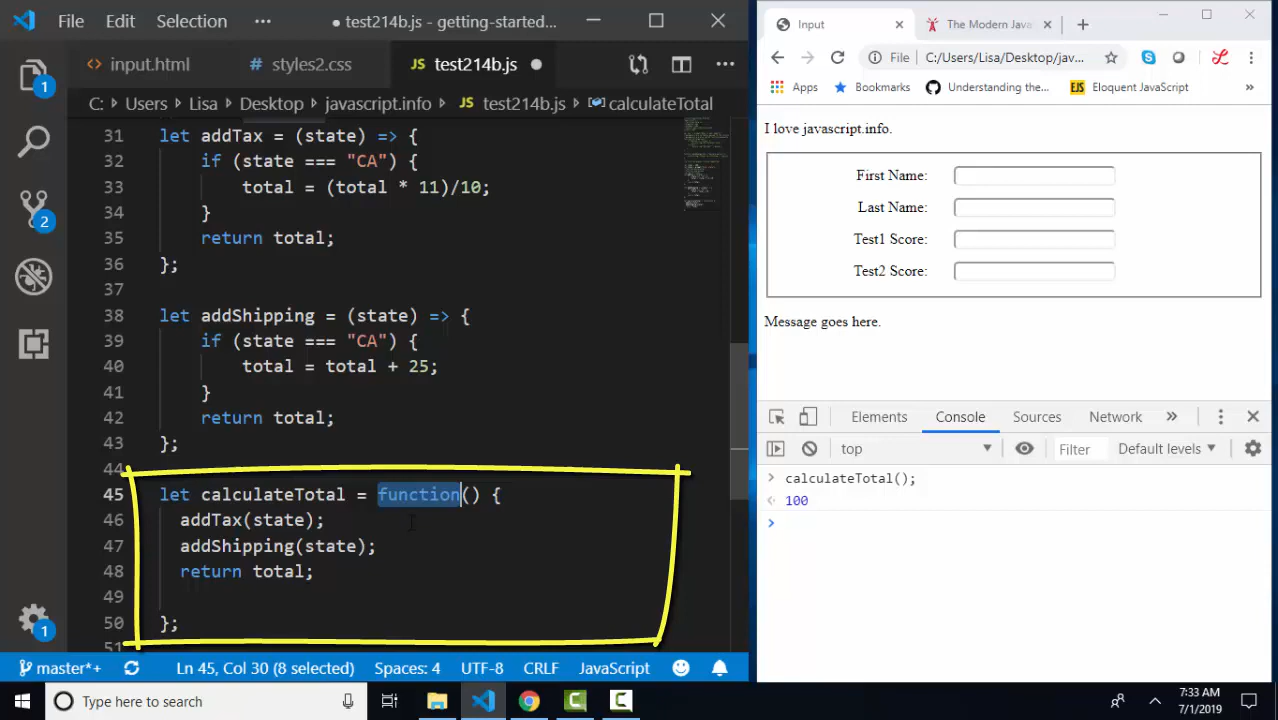 File Edit Selection ••• ● test214b.js - getting-started...
input.html styles2.css JS test214b.js ●
C: Users Lisa Desktop javascript.info JS test214b.js calculateTotal
31 let addTax = (state) => {
32 if (state === "CA") {
33 total = (total * 11)/10;
34 }
35 return total;
36 };
37
38 let addShipping = (state) => {
39 if (state === "CA") {
40 total = total + 25;
41 }
42 return total;
43 };
44
45 let calculateTotal = function() {
46 addTax(state);
47 addShipping(state);
48 return total;
49
50 };
51
1
2
1
master*+ Ln 45, Col 30 (8 selected) Spaces: 4 UTF-8 CRLF JavaScript
Input The Modern Java
File C:/Users/Lisa/Desktop/jav...
Apps Bookmarks Understanding the... EJS Eloquent JavaScript »
I love javascript.info.
First Name:
Last Name:
Test1 Score:
Test2 Score:
Message goes here.
Elements Console Sources Network »
top Filter Default levels
> calculateTotal();
100
>
Type here to search
7:33 AM
7/1/2019